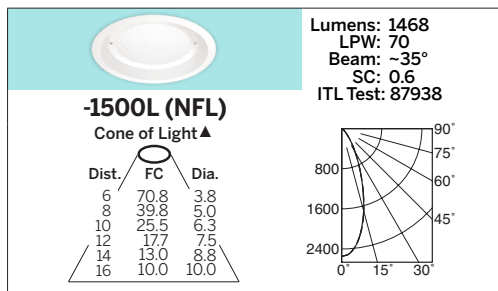 Lumens: 1468
LPW: 70
Beam: ~35°
SC: 0.6
ITL Test: 87938
-1500L (NFL)
Cone of Light▲
Dist. FC Dia.
6 70.8 3.8
8 39.8 5.0
10 25.5 6.3
12 17.7 7.5
14 13.0 8.8
16 10.0 10.0
90°
75°
800
60°
1600
45°
2400
0° 15° 30°